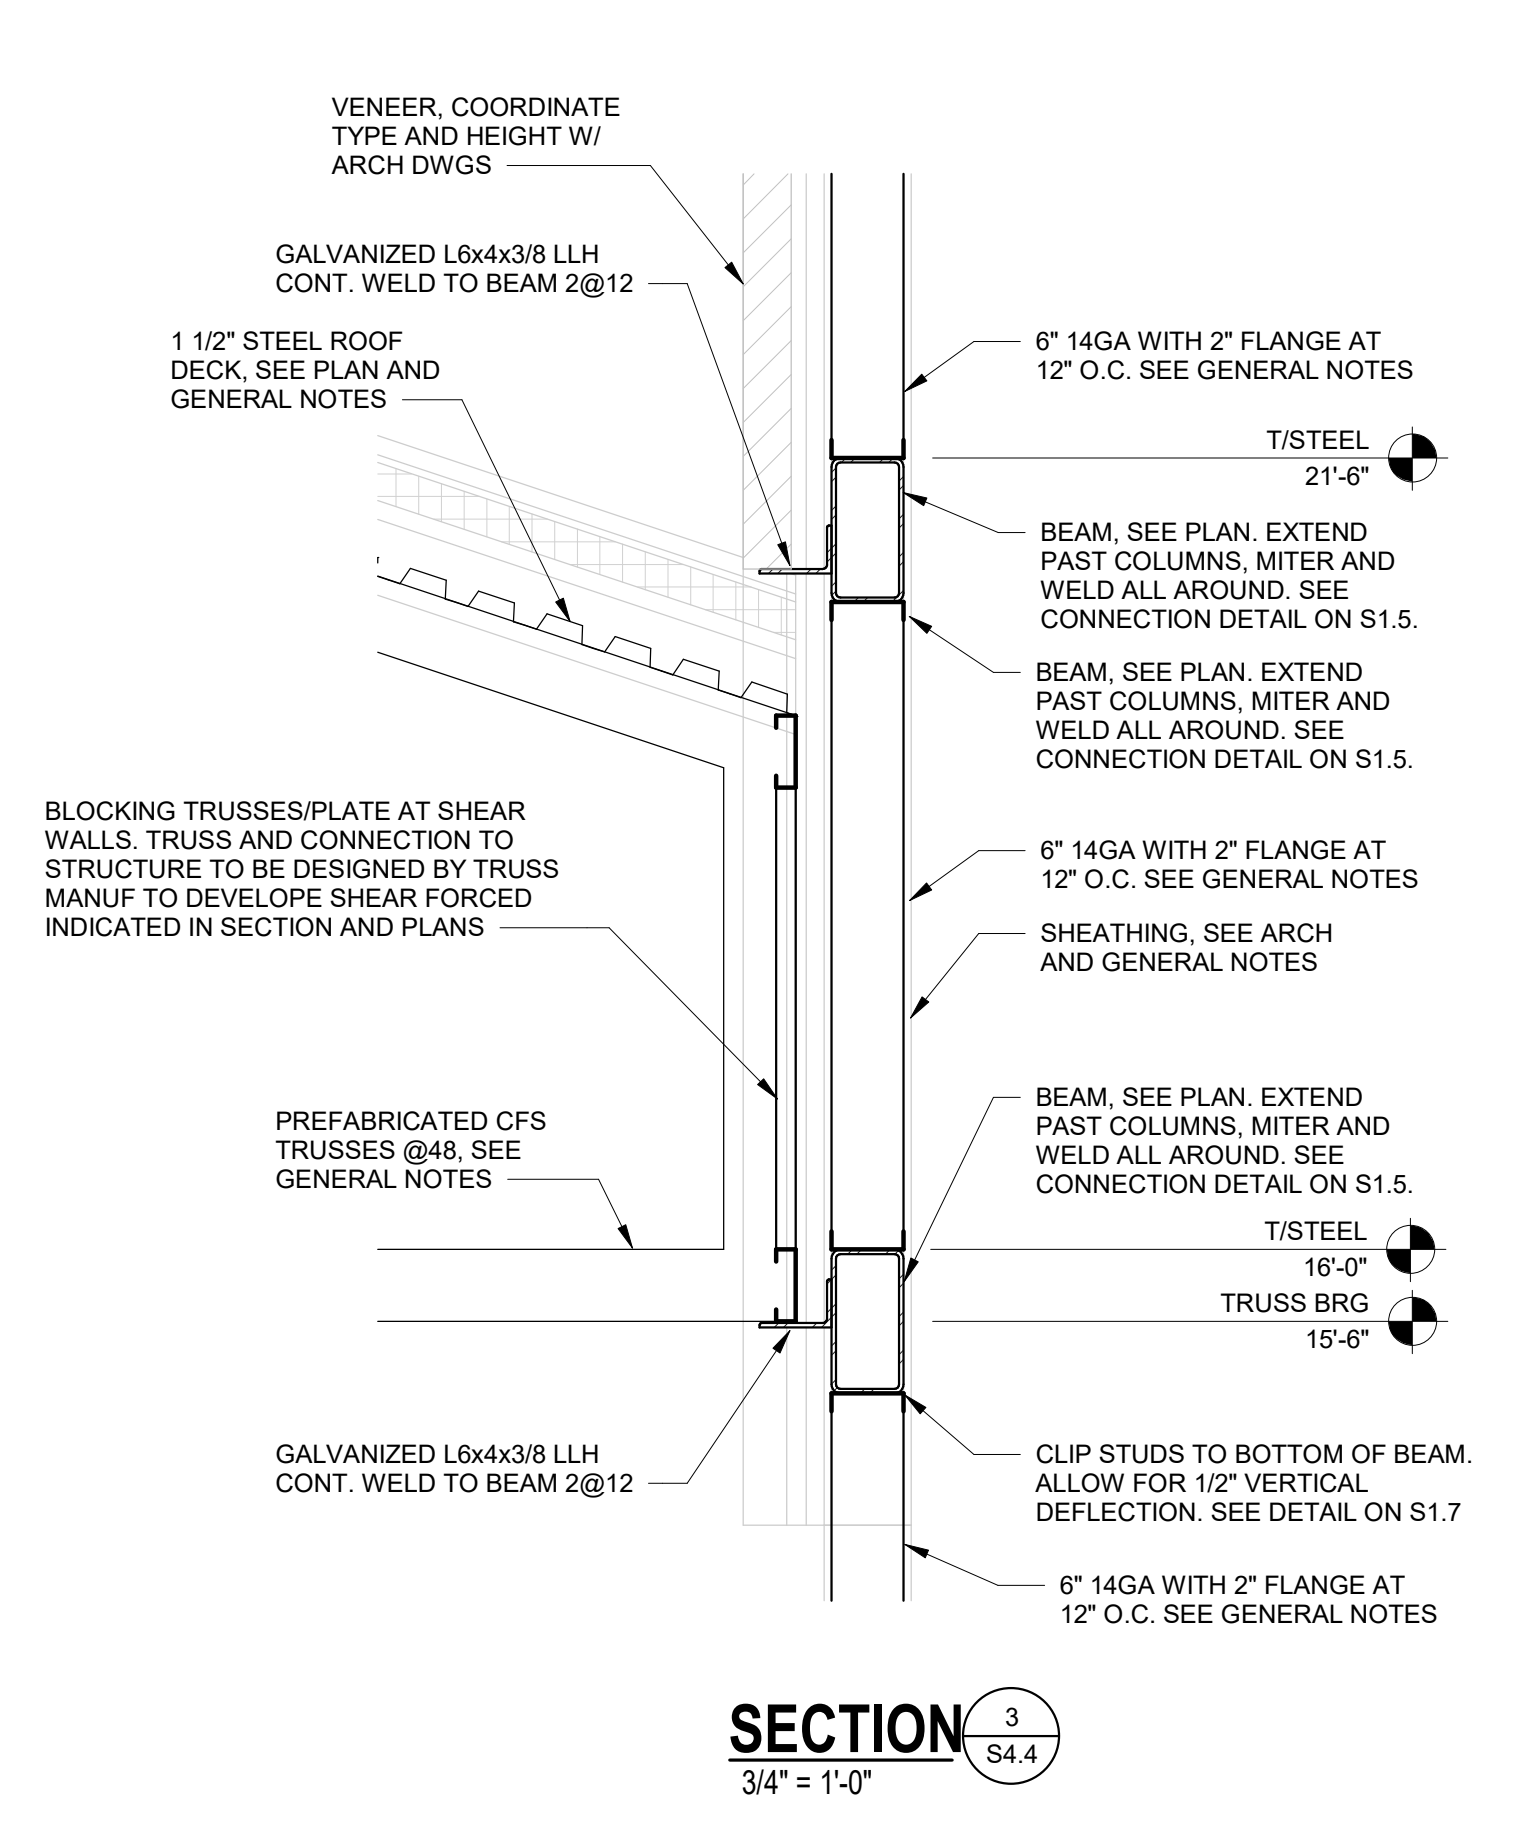 VENEER, COORDINATE
TYPE AND HEIGHT W/
ARCH DWGS
GALVANIZED L6x4x3/8 LLH
CONT. WELD TO BEAM 2@12
1 1/2" STEEL ROOF
DECK, SEE PLAN AND
GENERAL NOTES
6" 14GA WITH 2" FLANGE AT
12" O.C. SEE GENERAL NOTES
T/STEEL
21'-6"
BEAM, SEE PLAN. EXTEND
PAST COLUMNS, MITER AND
WELD ALL AROUND. SEE
CONNECTION DETAIL ON S1.5.
BEAM, SEE PLAN. EXTEND
PAST COLUMNS, MITER AND
WELD ALL AROUND. SEE
CONNECTION DETAIL ON S1.5.
BLOCKING TRUSSES/PLATE AT SHEAR
WALLS. TRUSS AND CONNECTION TO
STRUCTURE TO BE DESIGNED BY TRUSS
MANUF TO DEVELOPE SHEAR FORCED
INDICATED IN SECTION AND PLANS
6" 14GA WITH 2" FLANGE AT
12" O.C. SEE GENERAL NOTES
SHEATHING, SEE ARCH
AND GENERAL NOTES
BEAM, SEE PLAN. EXTEND
PAST COLUMNS, MITER AND
WELD ALL AROUND. SEE
CONNECTION DETAIL ON S1.5.
PREFABRICATED CFS
TRUSSES @48, SEE
GENERAL NOTES
T/STEEL
16'-0"
TRUSS BRG
15'-6"
GALVANIZED L6x4x3/8 LLH
CONT. WELD TO BEAM 2@12
CLIP STUDS TO BOTTOM OF BEAM.
ALLOW FOR 1/2" VERTICAL
DEFLECTION. SEE DETAIL ON S1.7
6" 14GA WITH 2" FLANGE AT
12" O.C. SEE GENERAL NOTES
SECTION
3
S4.4
3/4" = 1'-0"